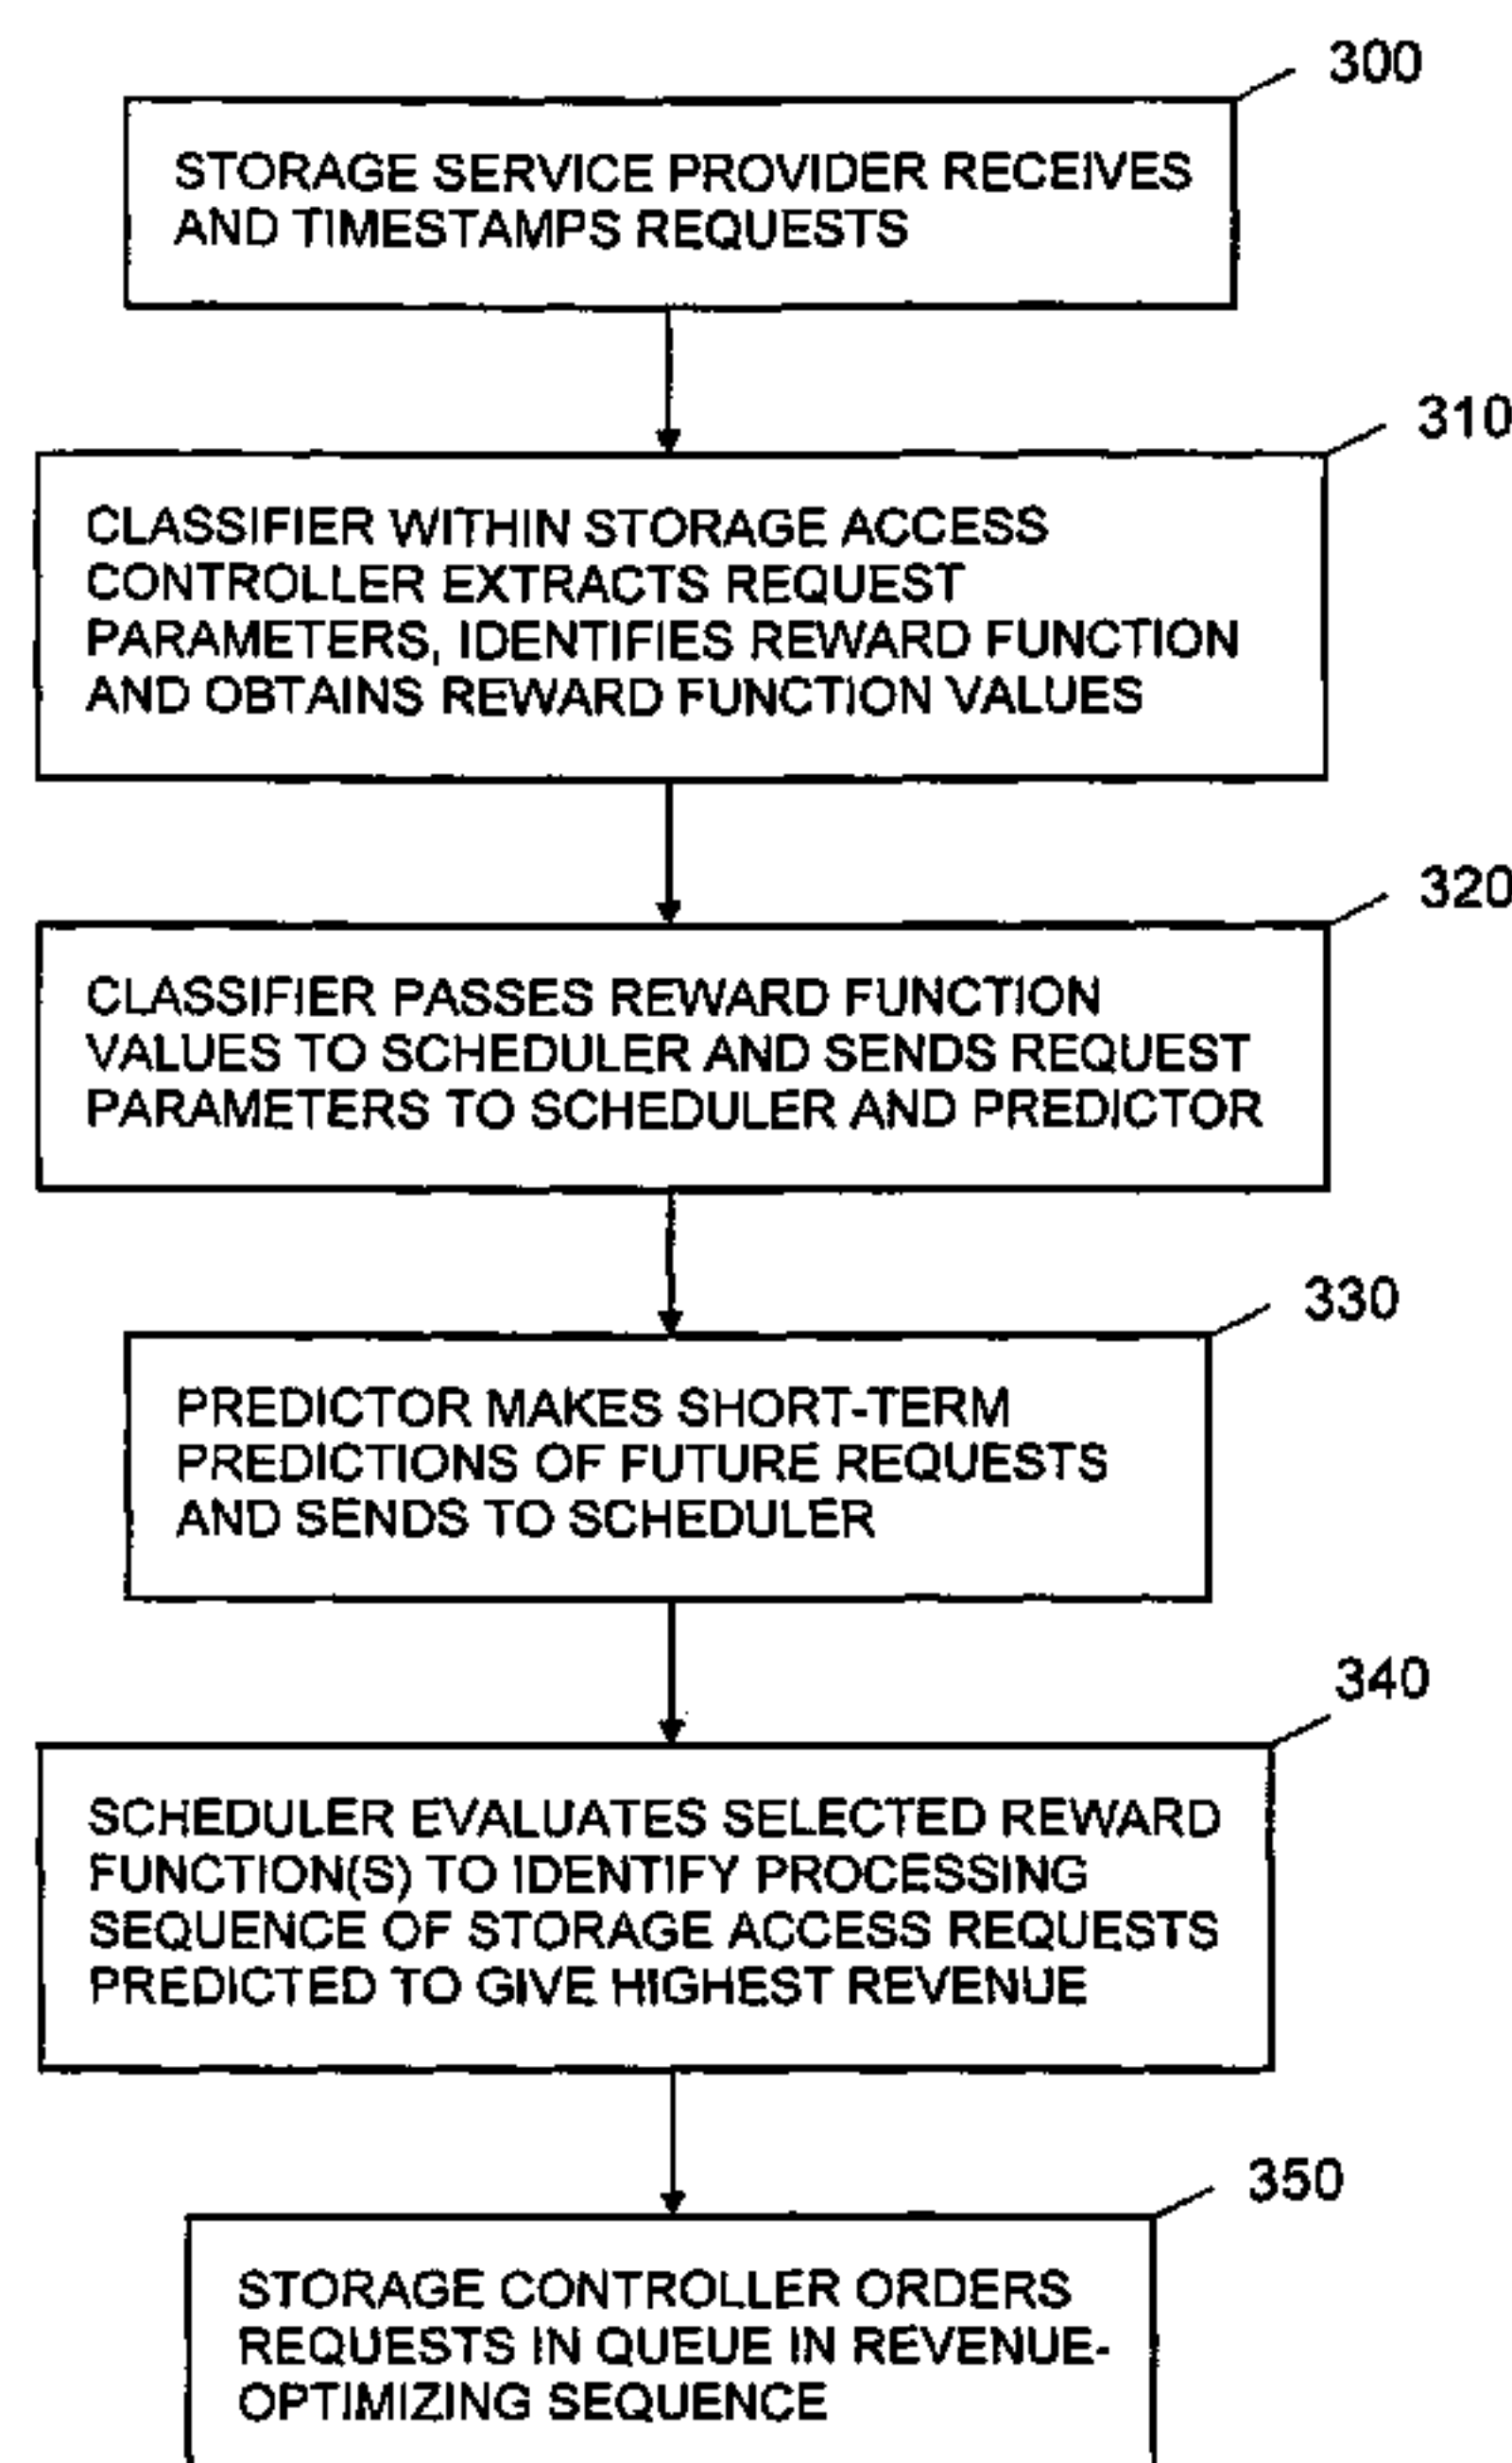 300
STORAGE SERVICE PROVIDER RECEIVES
AND TIMESTAMPS REQUESTS
310
CLASSIFIER WITHIN STORAGE ACCESS
CONTROLLER EXTRACTS REQUEST
PARAMETERS, IDENTIFIES REWARD FUNCTION
AND OBTAINS REWARD FUNCTION VALUES
320
CLASSIFIER PASSES REWARD FUNCTION
VALUES TO SCHEDULER AND SENDS REQUEST
PARAMETERS TO SCHEDULER AND PREDICTOR
330
PREDICTOR MAKES SHORT-TERM
PREDICTIONS OF FUTURE REQUESTS
AND SENDS TO SCHEDULER
340
SCHEDULER EVALUATES SELECTED REWARD
FUNCTION(S) TO IDENTIFY PROCESSING
SEQUENCE OF STORAGE ACCESS REQUESTS
PREDICTED TO GIVE HIGHEST REVENUE
350
STORAGE CONTROLLER ORDERS
REQUESTS IN QUEUE IN REVENUE-
OPTIMIZING SEQUENCE